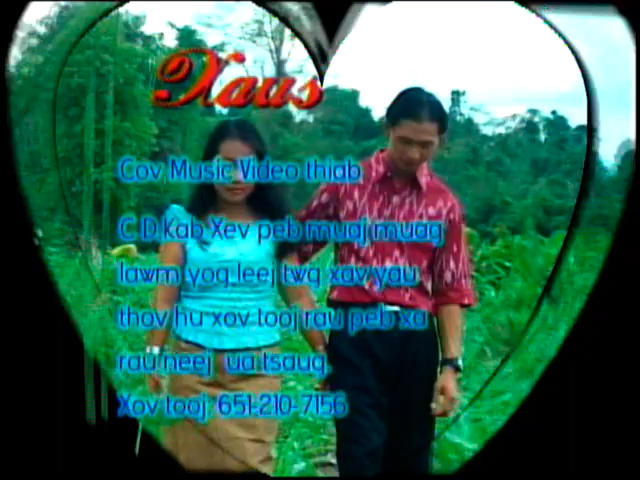 Xaus
Cov Music Video thiab
C D kab Xev peb muaj muag
lawm yog leej twg xav yau
thov hu xov tooj rau peb xa
rau neej ua tsaug
Xov tooj 651-210-7156